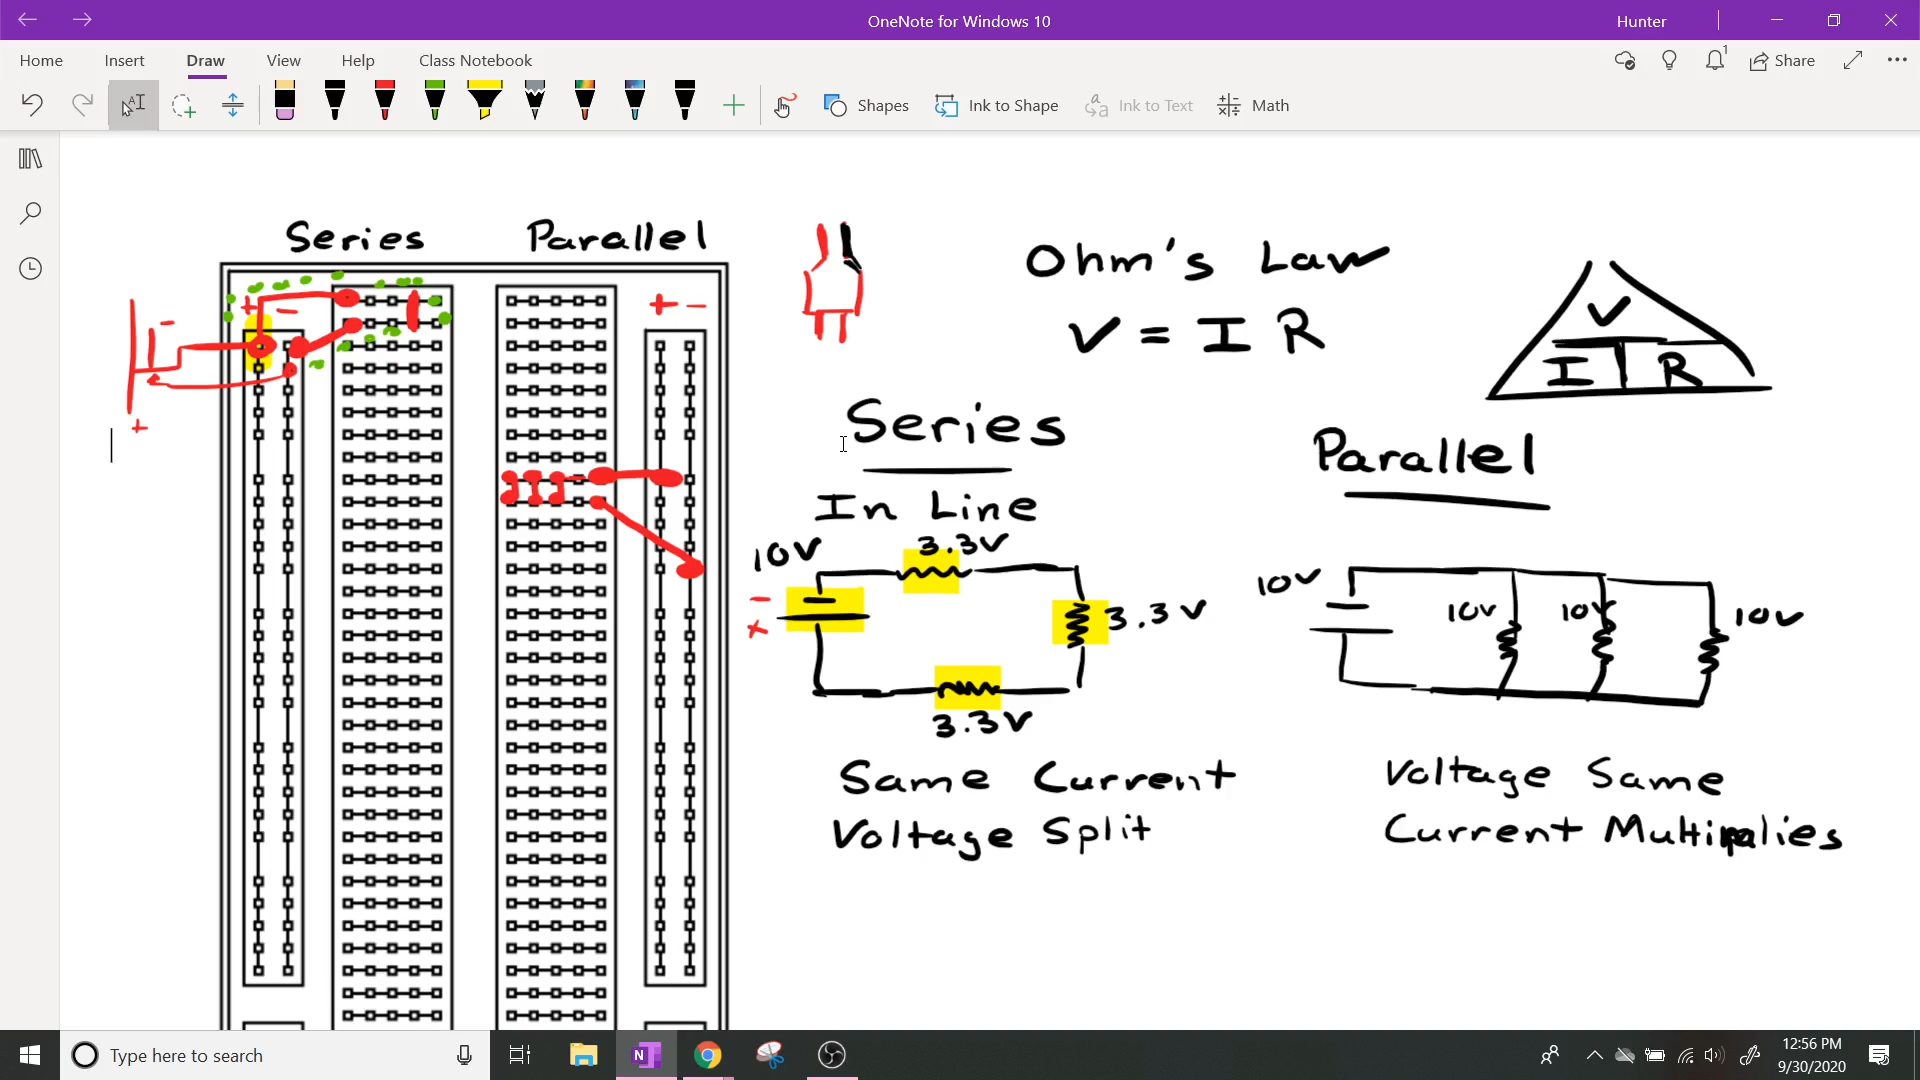 OneNote for Windows 10
Hunter
Home Insert Draw View Help Class Notebook
1
Share
Shapes
Ink to Shape
Ink to Text
Math
Series Parallel
+ -
+ -
-
+
Ohm's Law
V = I R
V
I R
Series
In Line
10V
3.3V
-
+
3.3 V
3.3V
Same Current
Voltage Split
Parallel
10V
10V
10V
10V
Voltage Same
Current Multiplies
Type here to search
N
12:56 PM
9/30/2020